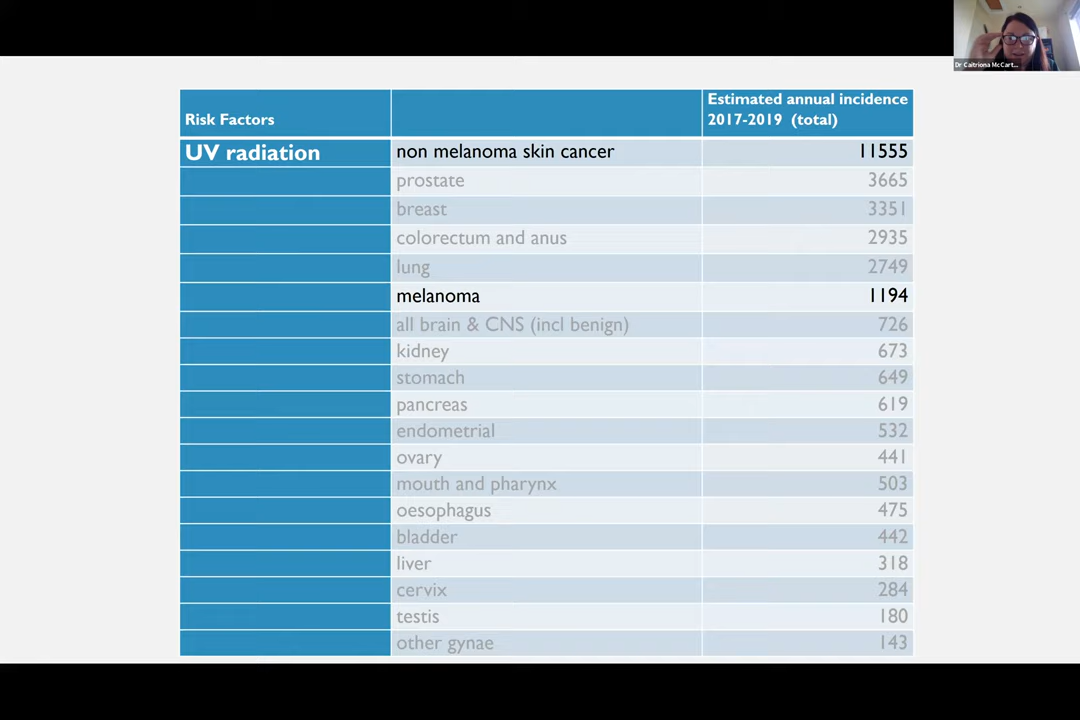 Dr Caitriona McCart...
Estimated annual incidence
Risk Factors 2017-2019 (total)
UV radiation non melanoma skin cancer 11555
prostate 3665
breast 3351
colorectum and anus 2935
lung 2749
melanoma 1194
all brain & CNS (incl benign) 726
kidney 673
stomach 649
pancreas 619
endometrial 532
ovary 441
mouth and pharynx 503
oesophagus 475
bladder 442
liver 318
cervix 284
testis 180
other gynae 143